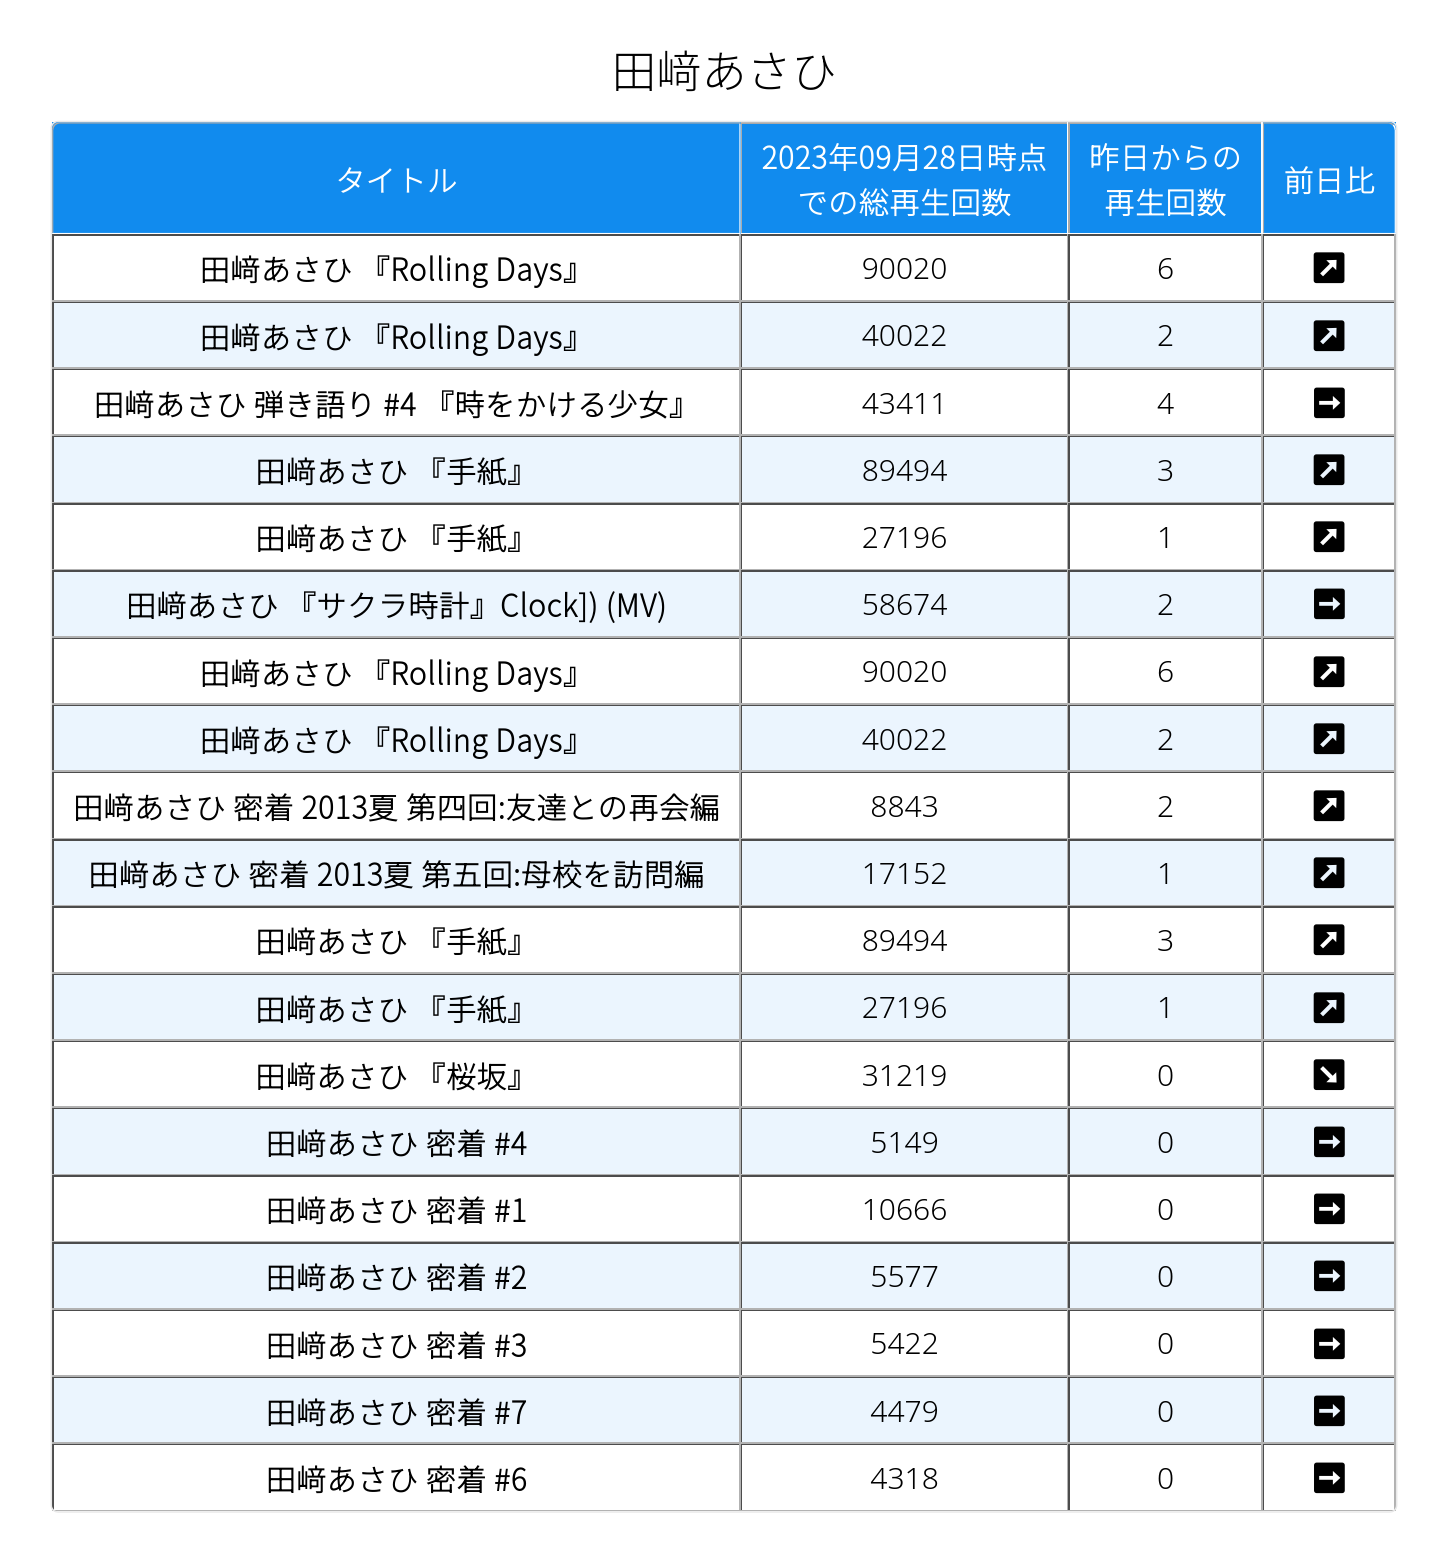 田﨑あさひ
タイトル 2023年09月28日時点 昨日からの 前日比
での総再生回数 再生回数
田﨑あさひ 『Rolling Days』 90020 6 ↗
田﨑あさひ 『Rolling Days』 40022 2 ↗
田﨑あさひ 弾き語り #4 『時をかける少女』 43411 4 →
田﨑あさひ 『手紙』 89494 3 ↗
田﨑あさひ 『手紙』 27196 1 ↗
田﨑あさひ 『サクラ時計』Clock]) (MV) 58674 2 →
田﨑あさひ 『Rolling Days』 90020 6 ↗
田﨑あさひ 『Rolling Days』 40022 2 ↗
田﨑あさひ 密着 2013夏 第四回:友達との再会編 8843 2 ↗
田﨑あさひ 密着 2013夏 第五回:母校を訪問編 17152 1 ↗
田﨑あさひ 『手紙』 89494 3 ↗
田﨑あさひ 『手紙』 27196 1 ↗
田﨑あさひ 『桜坂』 31219 0 ↘
田﨑あさひ 密着 #4 5149 0 →
田﨑あさひ 密着 #1 10666 0 →
田﨑あさひ 密着 #2 5577 0 →
田﨑あさひ 密着 #3 5422 0 →
田﨑あさひ 密着 #7 4479 0 →
田﨑あさひ 密着 #6 4318 0 →